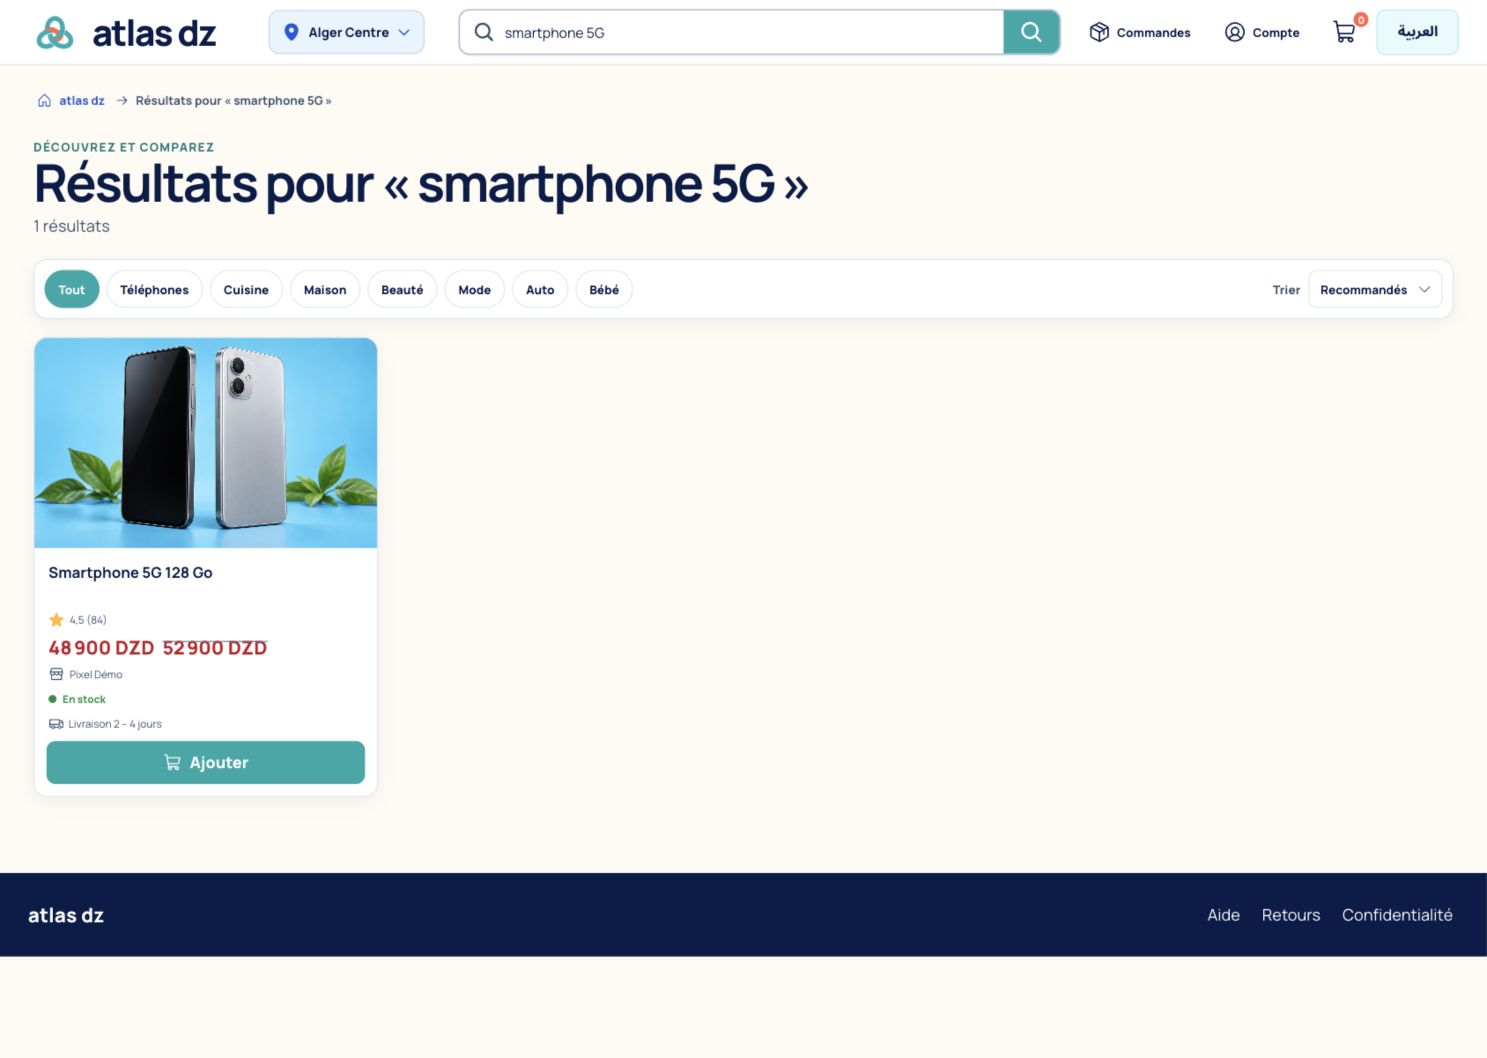 atlas dz
Alger Centre
smartphone 5G
Commandes
Compte
0
العربية
atlas dz → Résultats pour « smartphone 5G »
DÉCOUVREZ ET COMPAREZ
Résultats pour « smartphone 5G »
1 résultats
Tout Téléphones Cuisine Maison Beauté Mode Auto Bébé
Trier Recommandés
Smartphone 5G 128 Go
4,5 (84)
48 900 DZD 52 900 DZD
Pixel Démo
En stock
Livraison 2 – 4 jours
Ajouter
atlas dz
Aide Retours Confidentialité